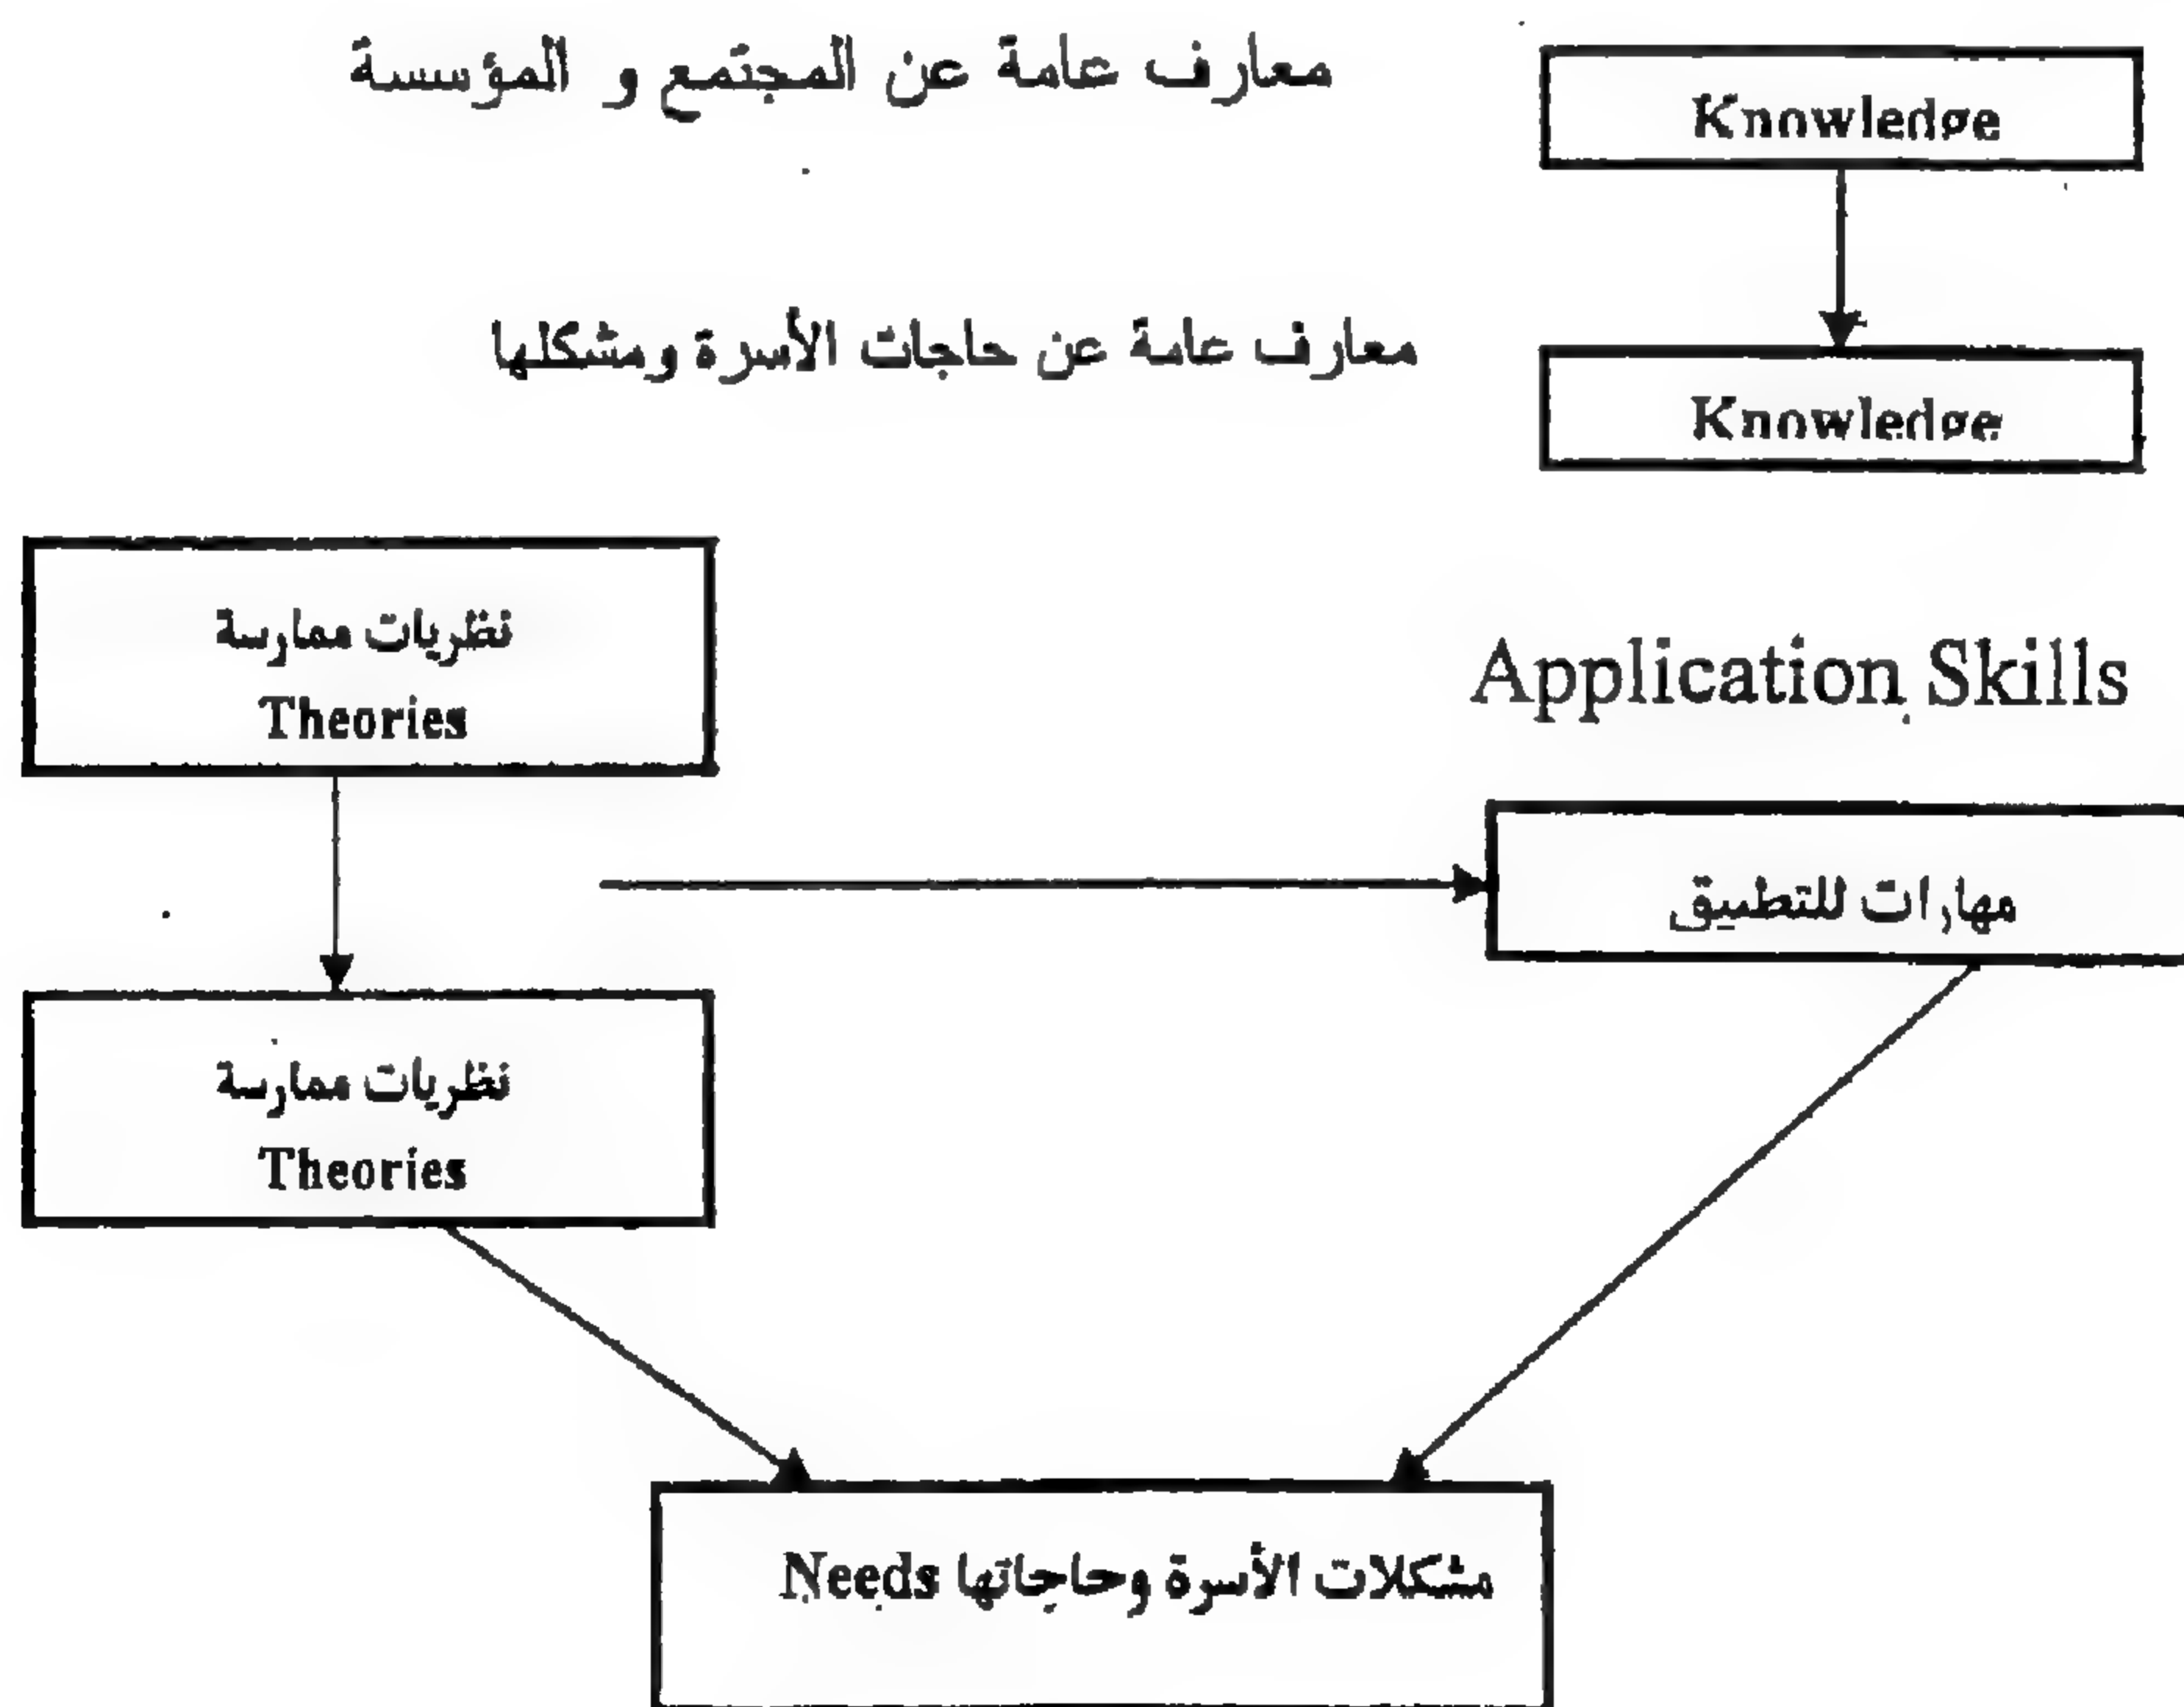 معارف عامة عن المجتمع و المؤسسة
Knowledge
معارف عامة عن حاجات الأسرة ومشكلها
Knowledge
نظريات ممارسة
Theories
Application Skills
مهارات للتطبيق
نظريات ممارسة
Theories
مشكلات الأسرة وحاجاتها Needs